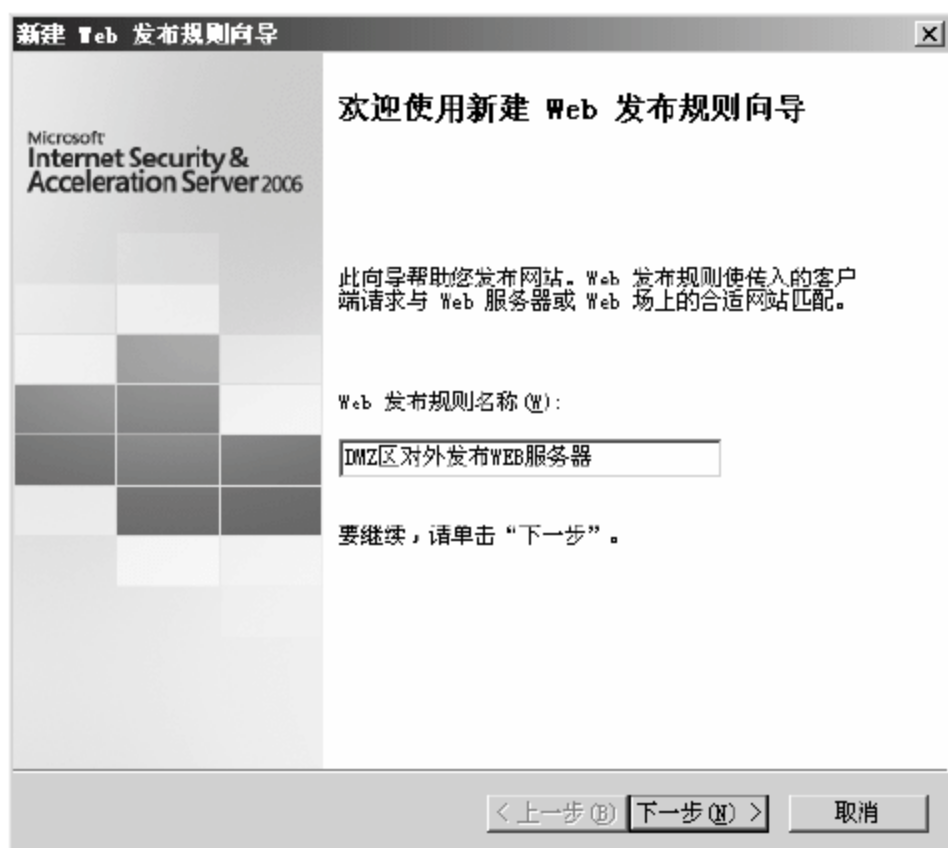 新建 Web 发布规则向导
Microsoft
Internet Security &
Acceleration Server 2006
欢迎使用新建 Web 发布规则向导
此向导帮助您发布网站。Web 发布规则使传入的客户
端请求与 Web 服务器或 Web 场上的合适网站匹配。
Web 发布规则名称(W):
DMZ区对外发布WEB服务器
要继续，请单击“下一步”。
< 上一步(B)
下一步(N) >
取消